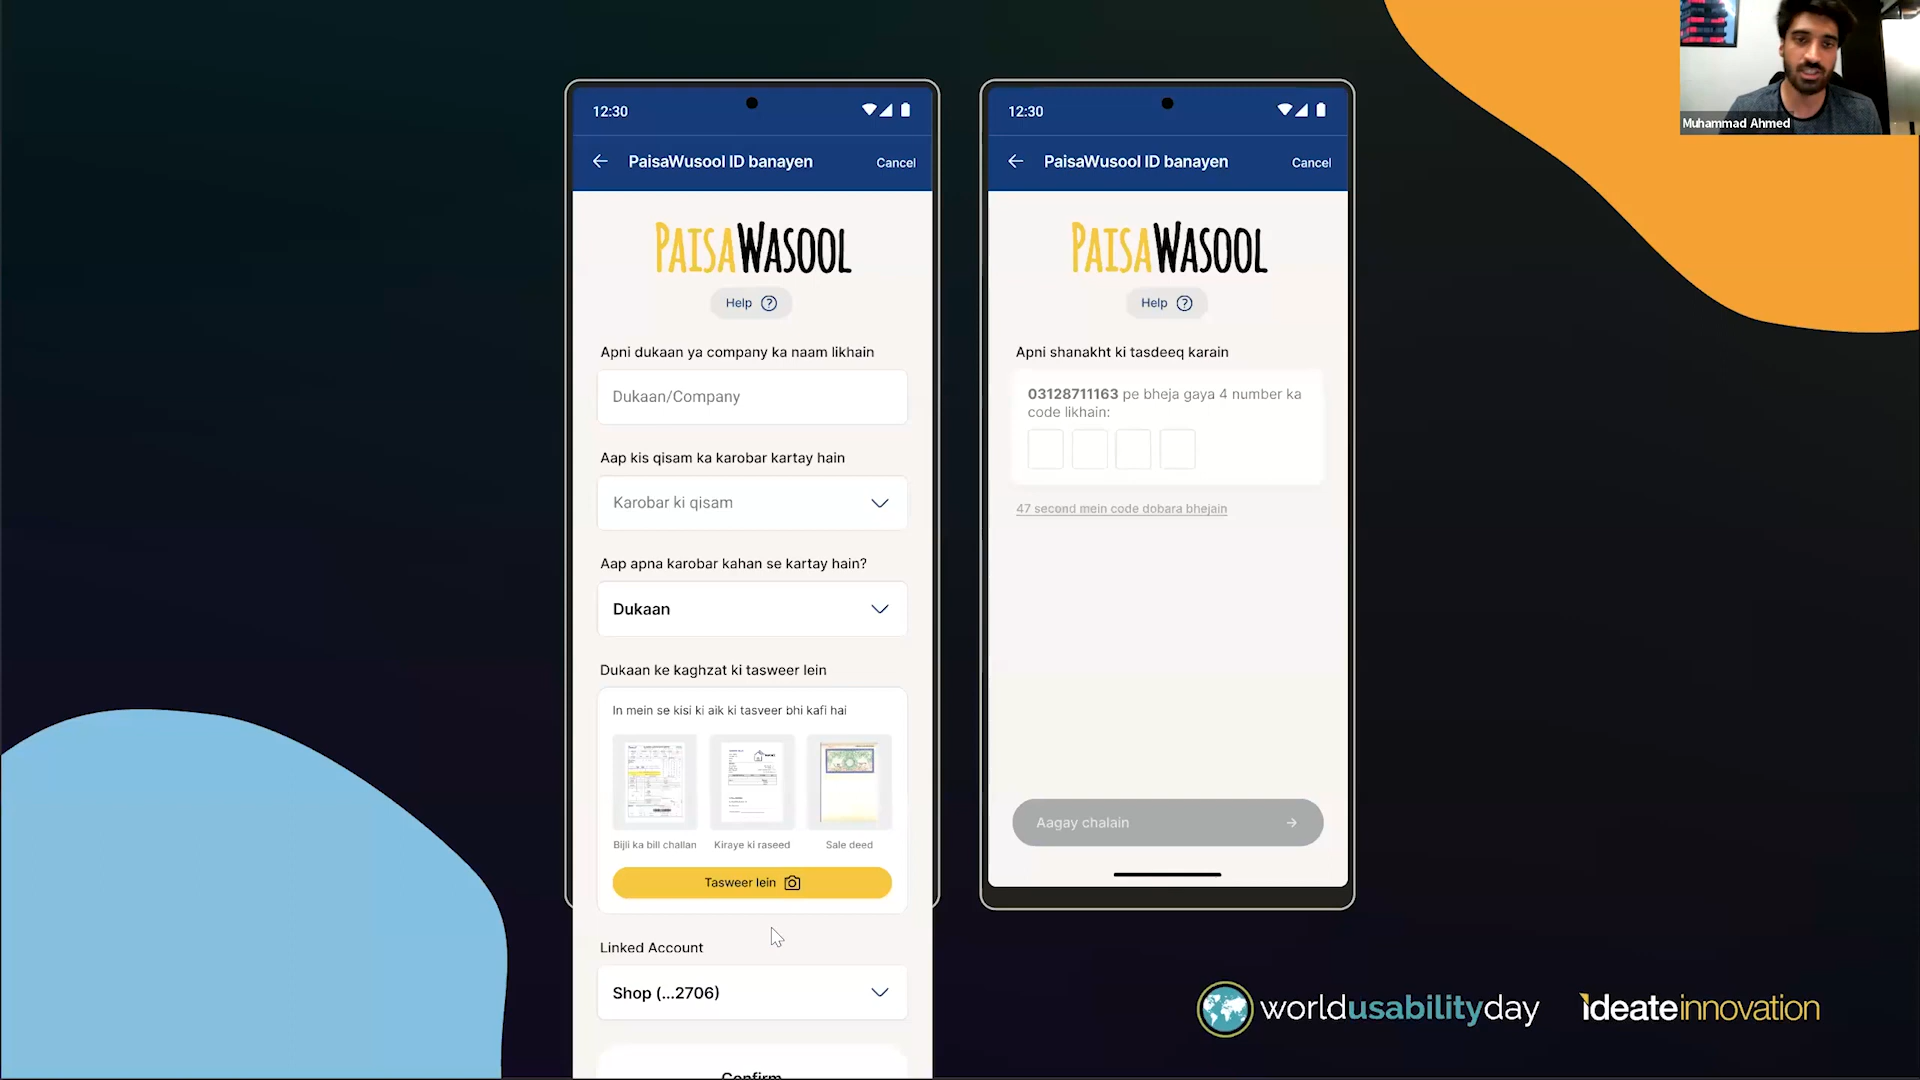 12:30
PaisaWusool ID banayen
Cancel
PAISAWASOOL
Help
Apni dukaan ya company ka naam likhain
Dukaan/Company
Aap kis qisam ka karobar kartay hain
Karobar ki qisam
Aap apna karobar kahan se kartay hain?
Dukaan
Dukaan ke kaghzat ki tasweer lein
In mein se kisi ki aik ki tasveer bhi kafi hai
Bijli ka bill challan
Kiraye ki raseed
Sale deed
Tasweer lein
Linked Account
Shop (...2706)
Confirm
12:30
PaisaWusool ID banayen
Cancel
PAISAWASOOL
Help
Apni shanakht ki tasdeeq karain
03128711163 pe bheja gaya 4 number ka
code likhain:
47 second mein code dobara bhejain
Aagay chalain
Muhammad Ahmed
worldusabilityday
ideateinnovation